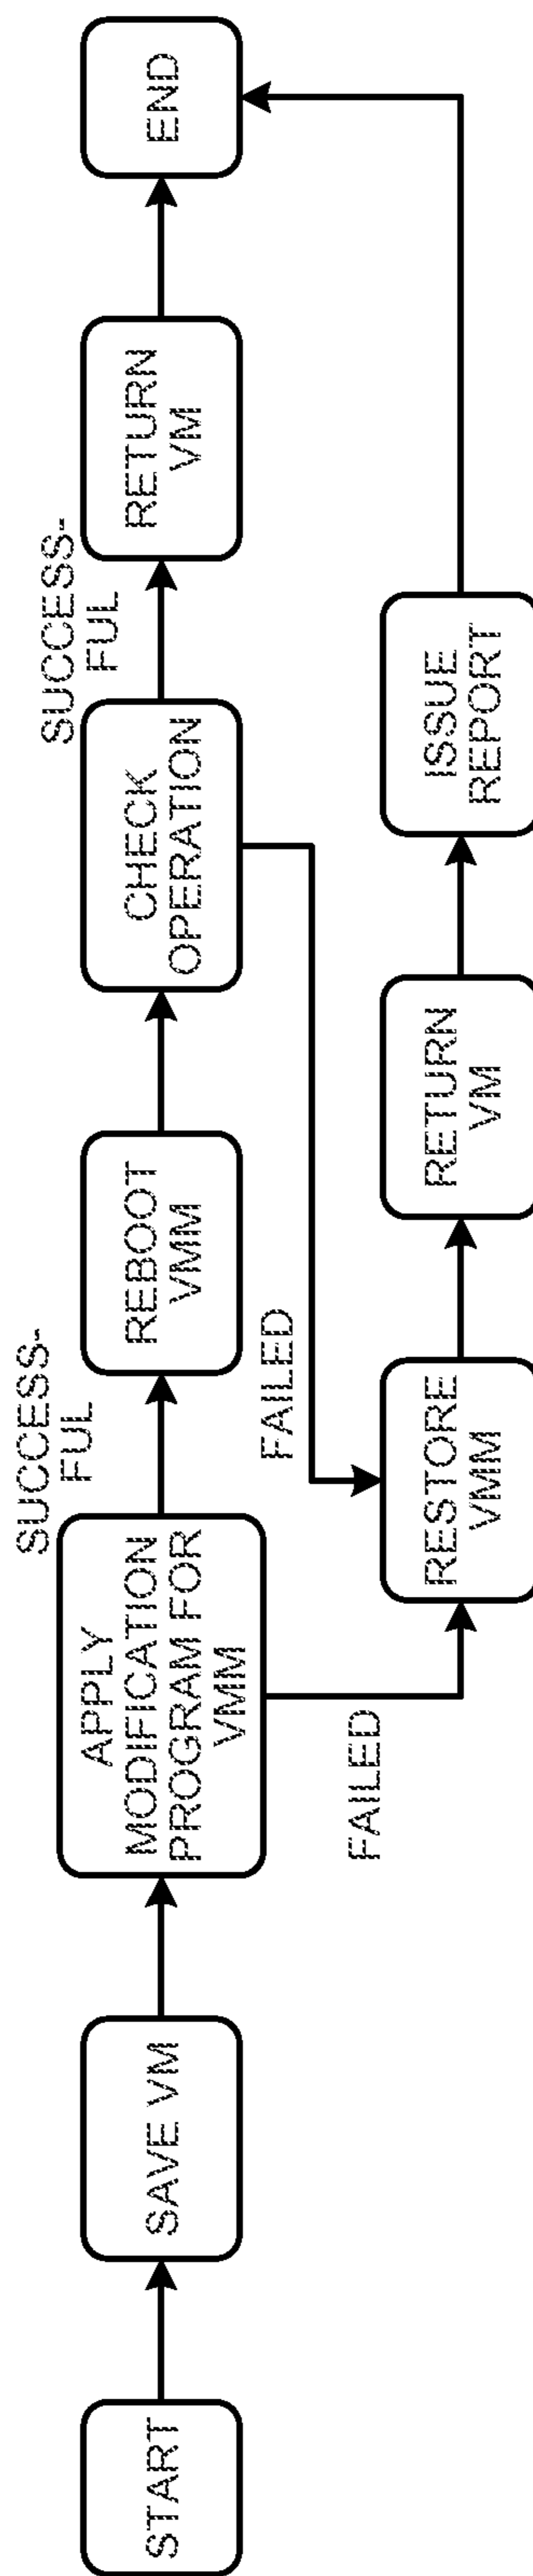 START
SAVE VM
APPLY
MODIFICATION
PROGRAM FOR
VMM
SUCCESS-
FUL
REBOOT
VMM
CHECK
OPERATION
SUCCESS-
FUL
RETURN
VM
END
FAILED
FAILED
RESTORE
VMM
RETURN
VM
ISSUE
REPORT